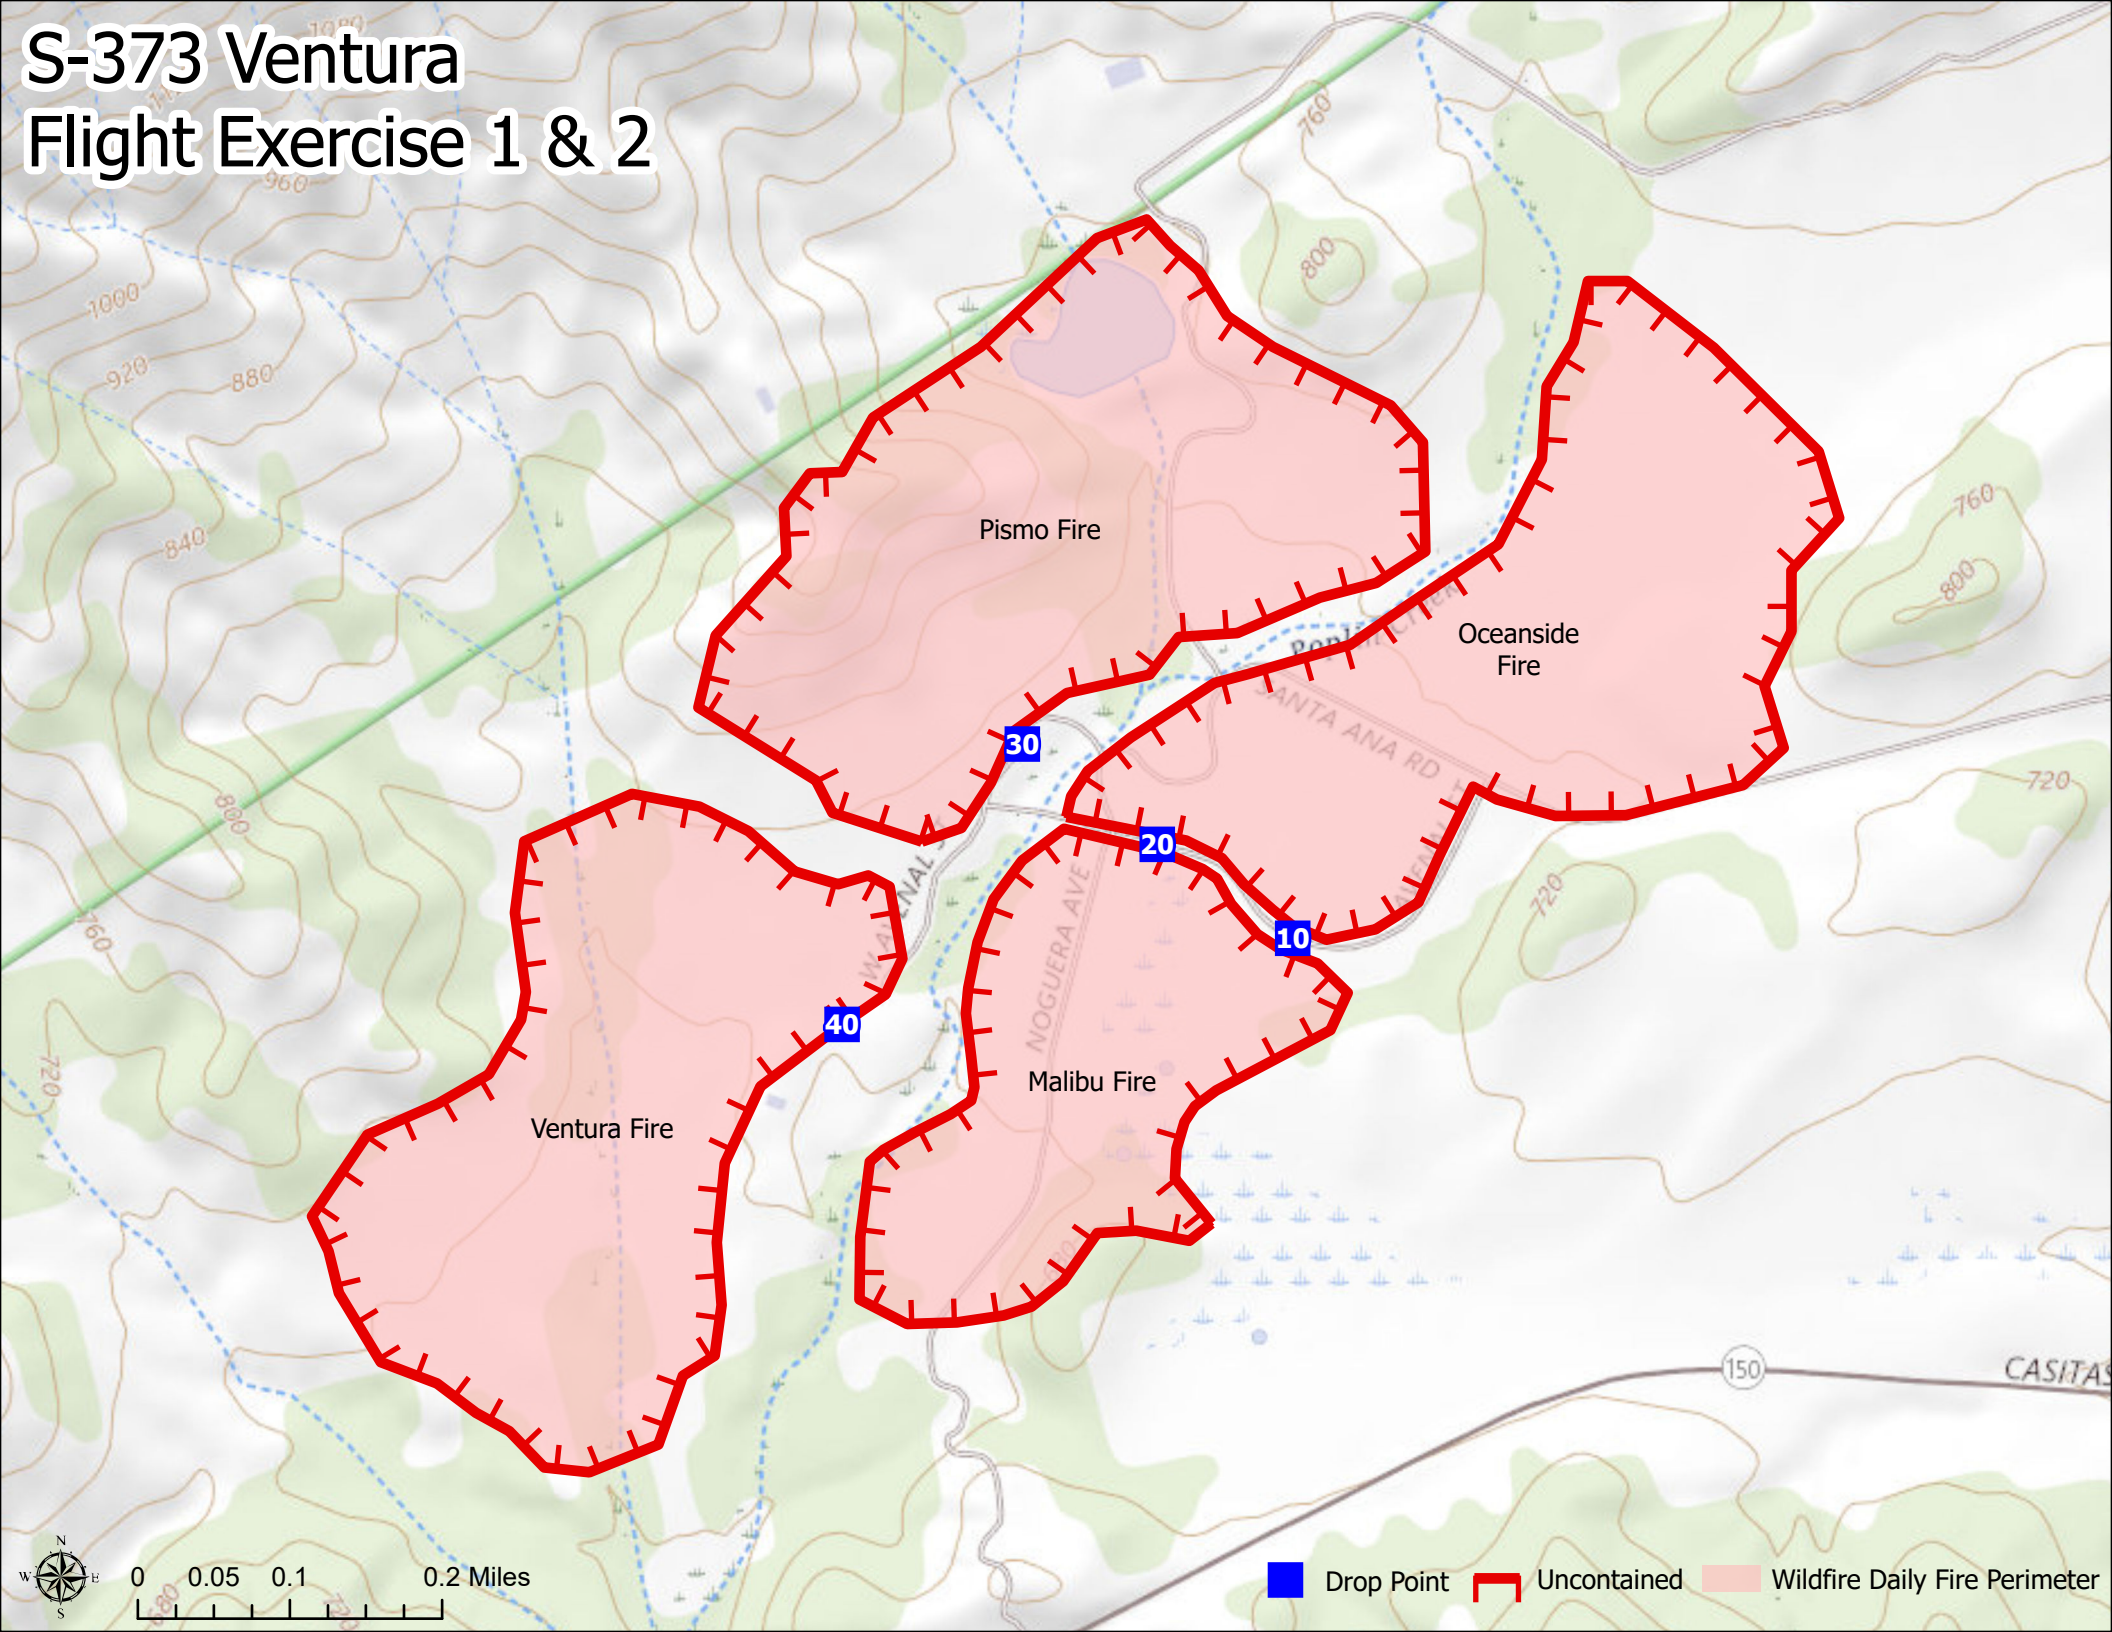 S-373 Ventura
Flight Exercise 1 & 2
1080
960
1000
920
880
840
800
760
720
760
800
760
800
720
720
680
720
Pismo Fire
Oceanside
Fire
SANTA ANA RD
30
20
10
40
NOGUERA AVE
Malibu Fire
Ventura Fire
150
CASITAS
N
W
E
S
0
0.05
0.1
0.2 Miles
Drop Point
Uncontained
Wildfire Daily Fire Perimeter